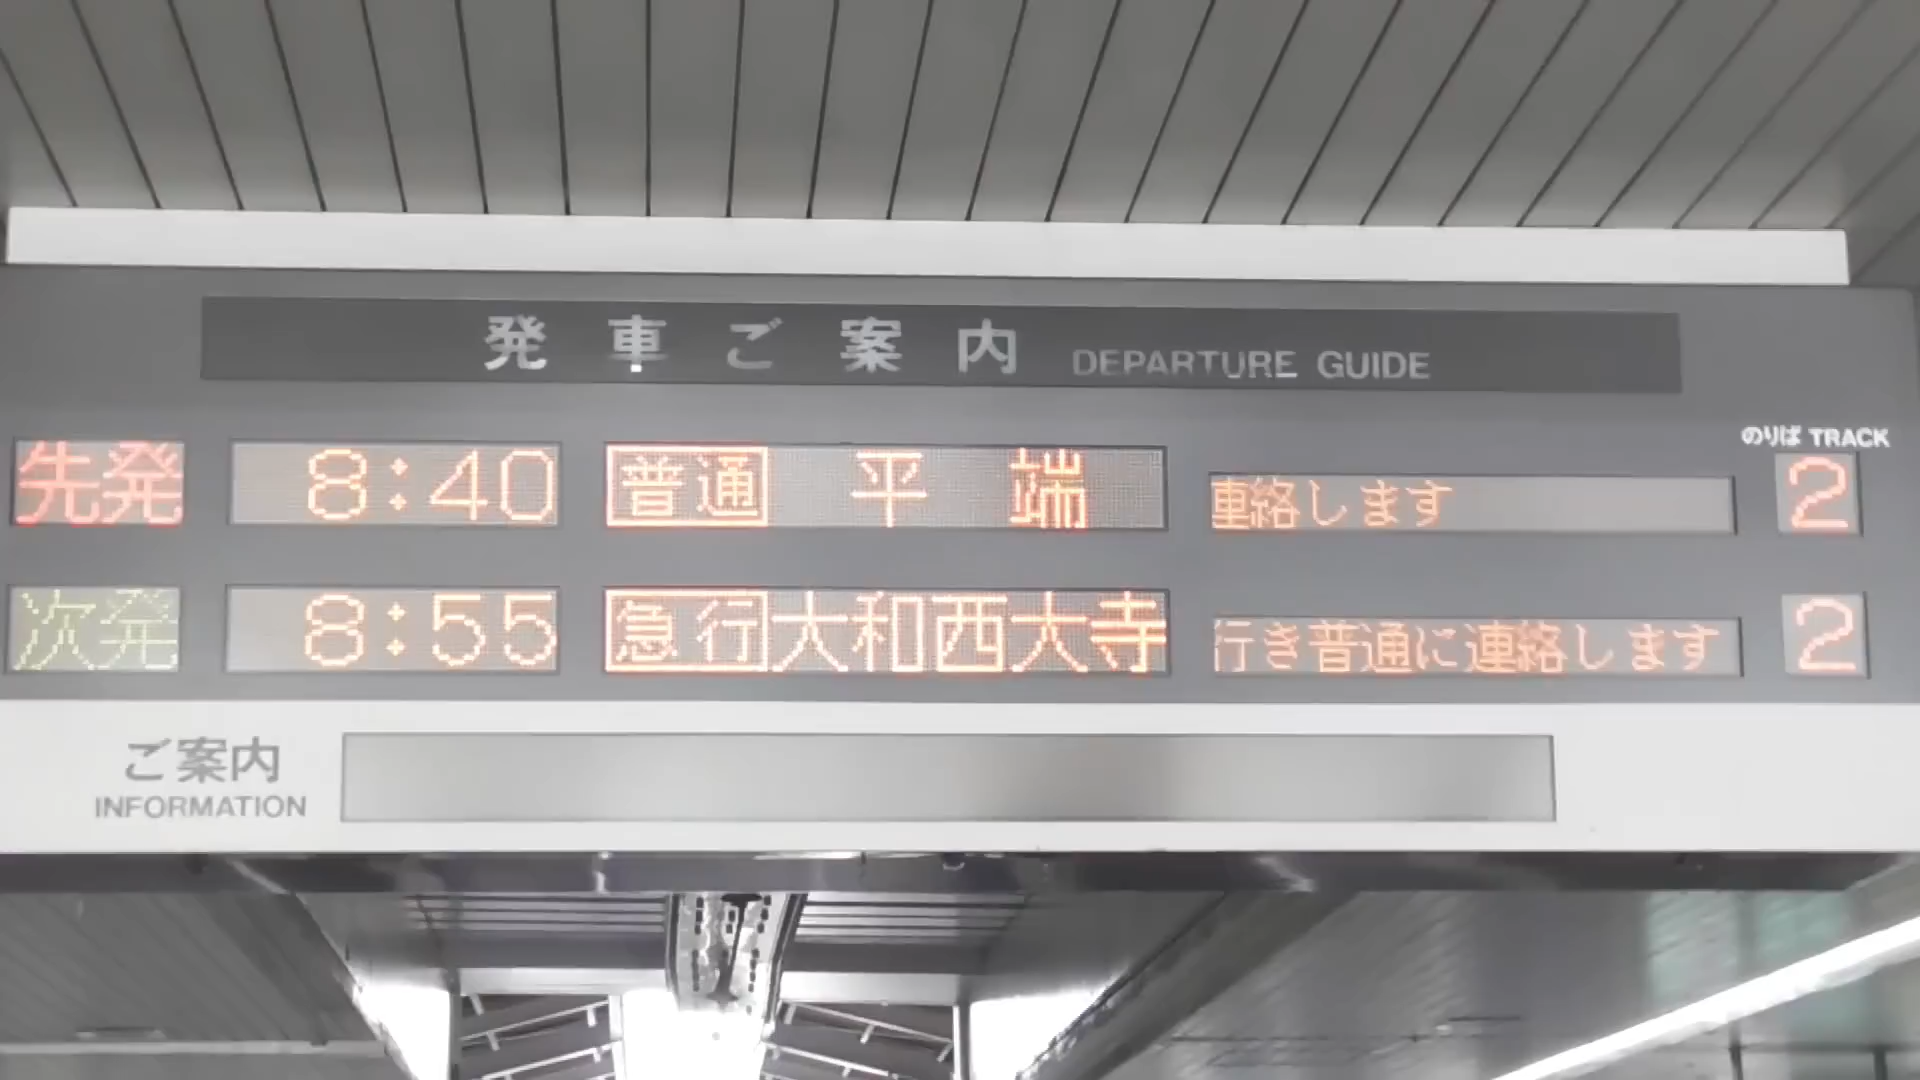 発車ご案内 DEPARTURE GUIDE
のりば TRACK
先発 8:40 普通 平端 連絡します 2
次発 8:55 急行 大和西大寺 行き普通に連絡します 2
ご案内
INFORMATION